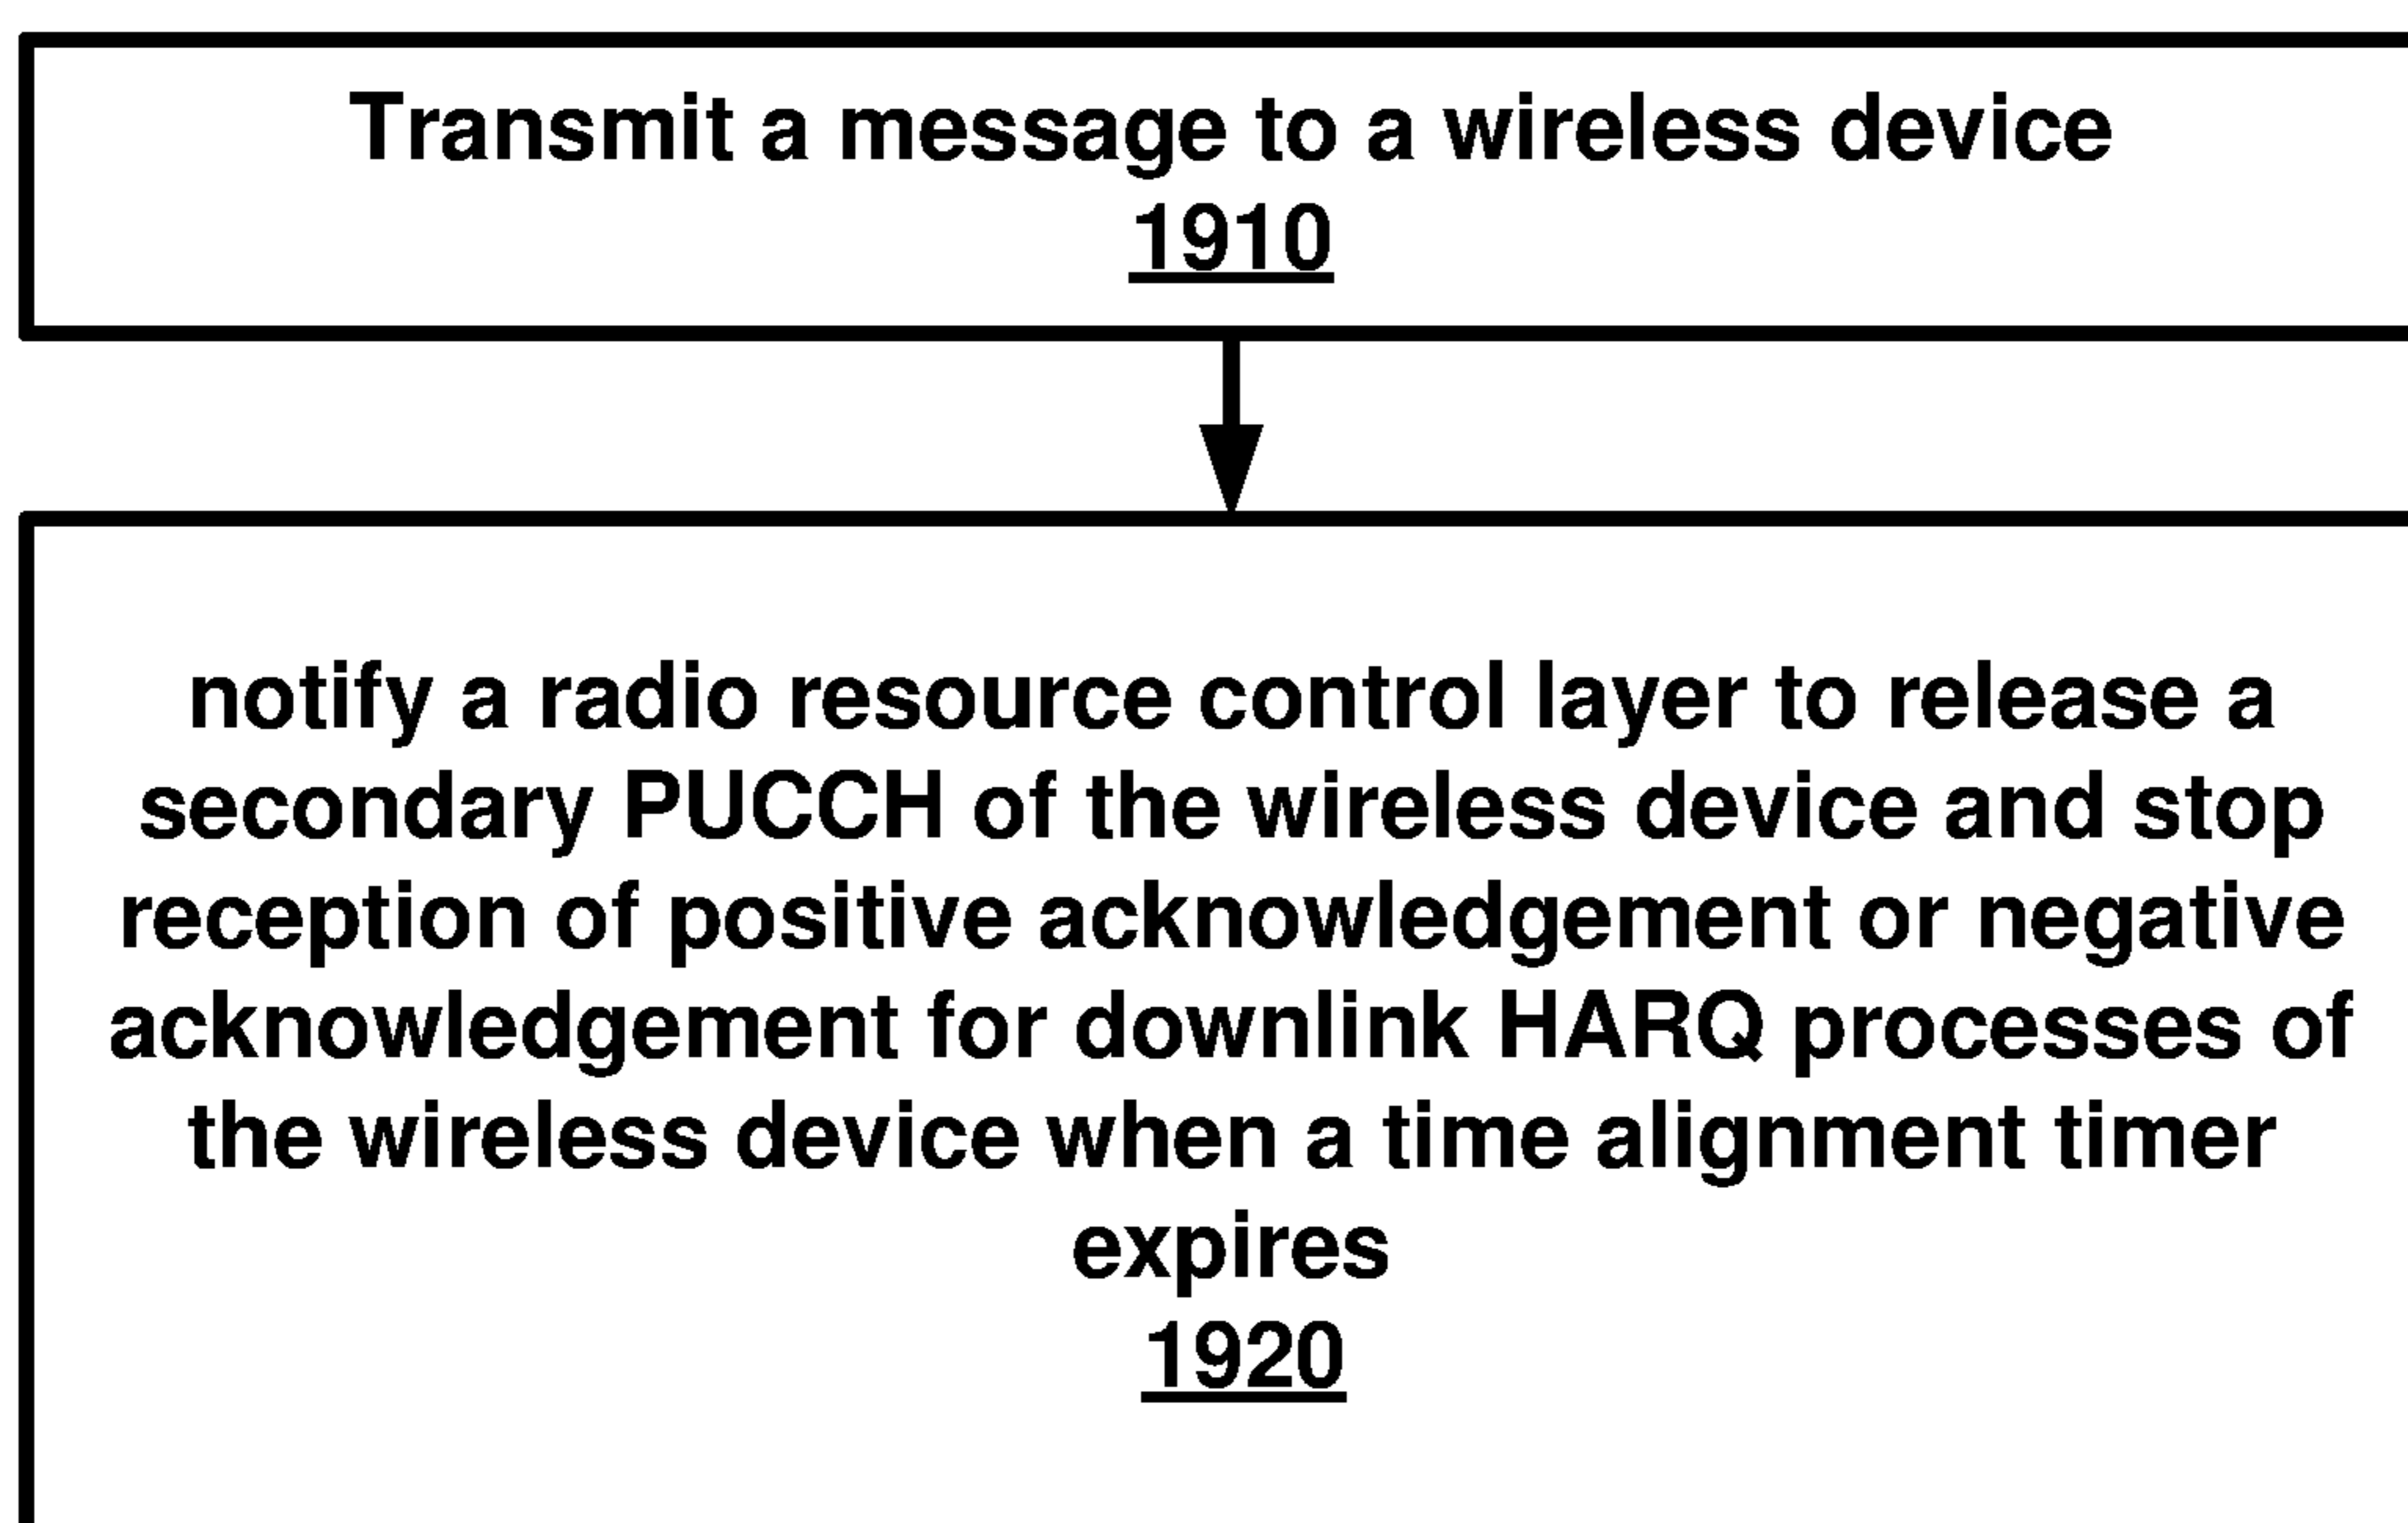 Transmit a message to a wireless device
1910
notify a radio resource control layer to release a
secondary PUCCH of the wireless device and stop
reception of positive acknowledgement or negative
acknowledgement for downlink HARQ processes of
the wireless device when a time alignment timer
expires
1920